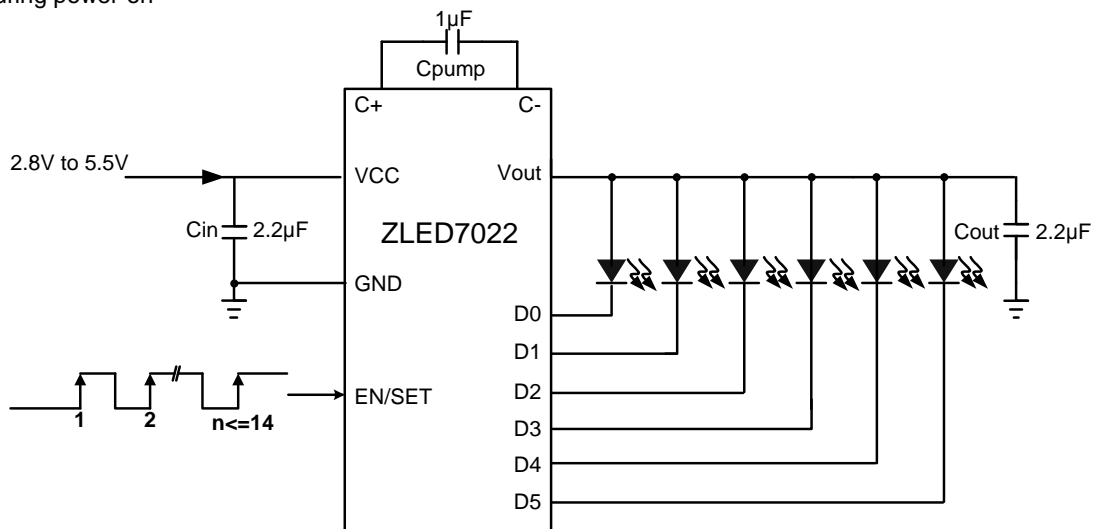 during power-on
1µF
Cpump
C+ C-
2.8V to 5.5V
VCC Vout
Cin 2.2µF
ZLED7022
Cout 2.2µF
GND
D0
D1
D2
EN/SET
D3
1 2 n<=14
D4
D5